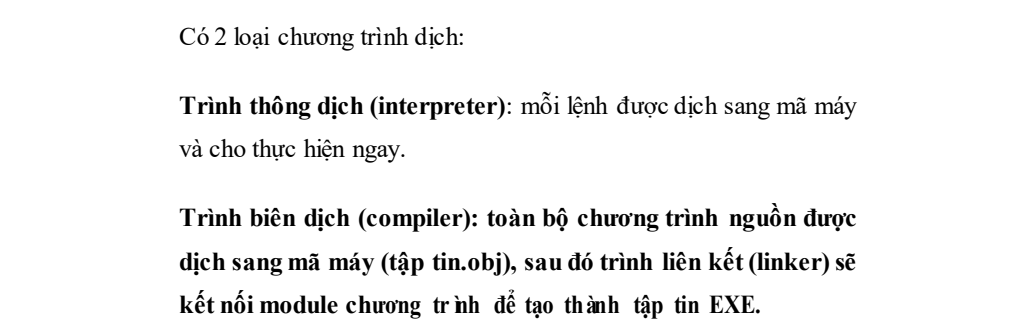 Có 2 loại chương trình dịch:
Trình thông dịch (interpreter): mỗi lệnh được dịch sang mã máy
và cho thực hiện ngay.
Trình biên dịch (compiler): toàn bộ chương trình nguồn được
dịch sang mã máy (tập tin.obj), sau đó trình liên kết (linker) sẽ
kết nối module chương trình để tạo thành tập tin EXE.